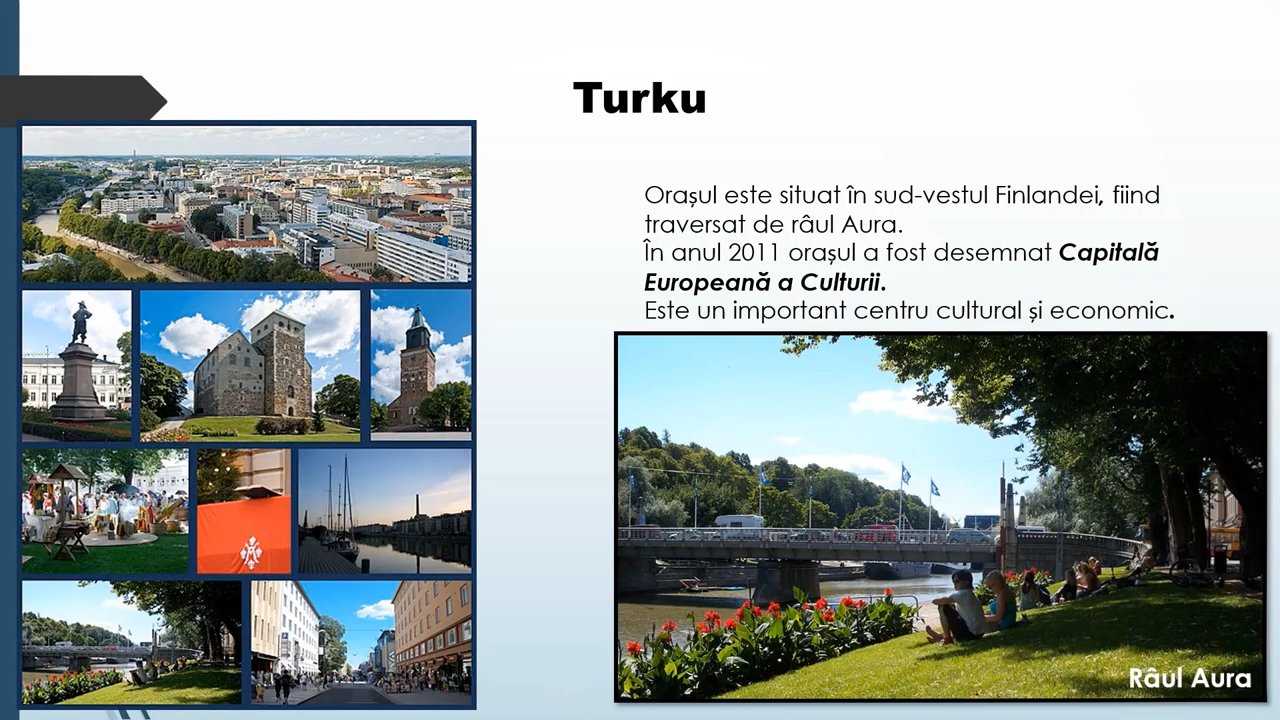 Turku
Orașul este situat în sud-vestul Finlandei, fiind
traversat de râul Aura.
În anul 2011 orașul a fost desemnat Capitală
Europeană a Culturii.
Este un important centru cultural și economic.
Râul Aura